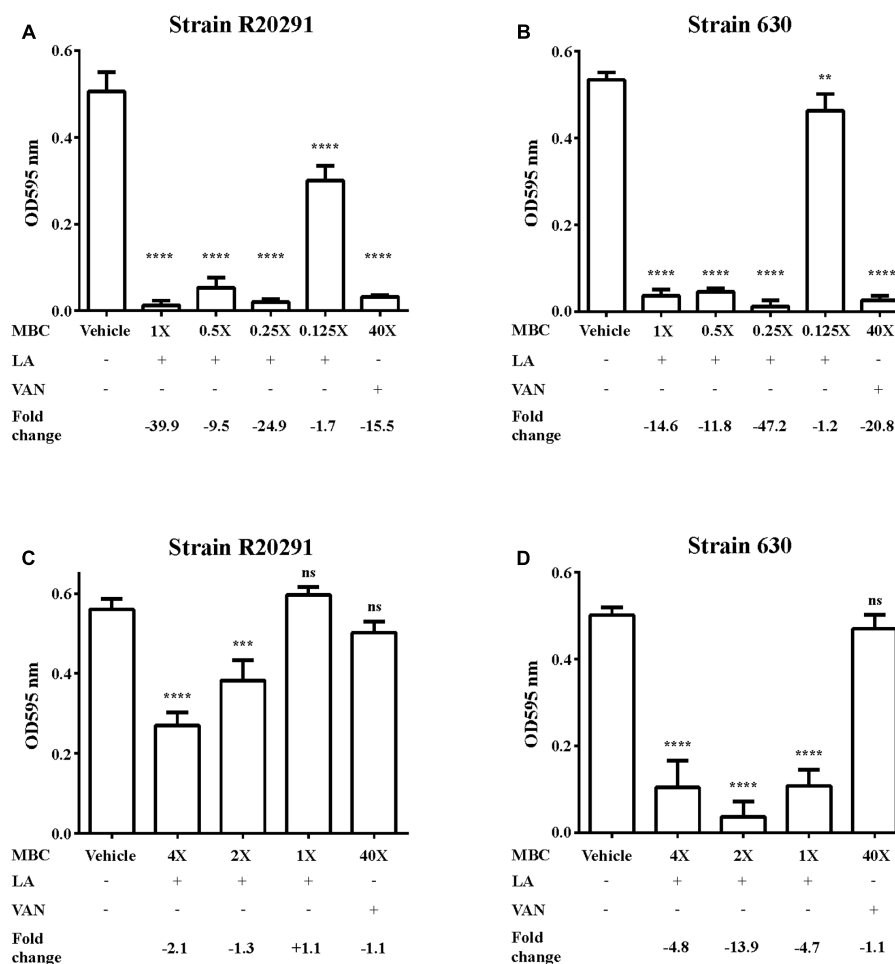 A
Strain R20291
0.6
0.4
0.2
0.0
OD595 nm
****
****
****
****
****
MBC Vehicle 1X 0.5X 0.25X 0.125X 40X
LA - + + + + -
VAN - - - - - +
Fold
change -39.9 -9.5 -24.9 -1.7 -15.5
B
Strain 630
0.6
0.4
0.2
0.0
OD595 nm
****
****
****
**
****
MBC Vehicle 1X 0.5X 0.25X 0.125X 40X
LA - + + + + -
VAN - - - - - +
Fold
change -14.6 -11.8 -47.2 -1.2 -20.8
C
Strain R20291
0.6
0.4
0.2
0.0
OD595 nm
****
***
ns
ns
MBC Vehicle 4X 2X 1X 40X
LA - + + + -
VAN - - - - +
Fold
change -2.1 -1.3 +1.1 -1.1
D
Strain 630
0.6
0.4
0.2
0.0
OD595 nm
****
****
****
ns
MBC Vehicle 4X 2X 1X 40X
LA - + + + -
VAN - - - - +
Fold
change -4.8 -13.9 -4.7 -1.1